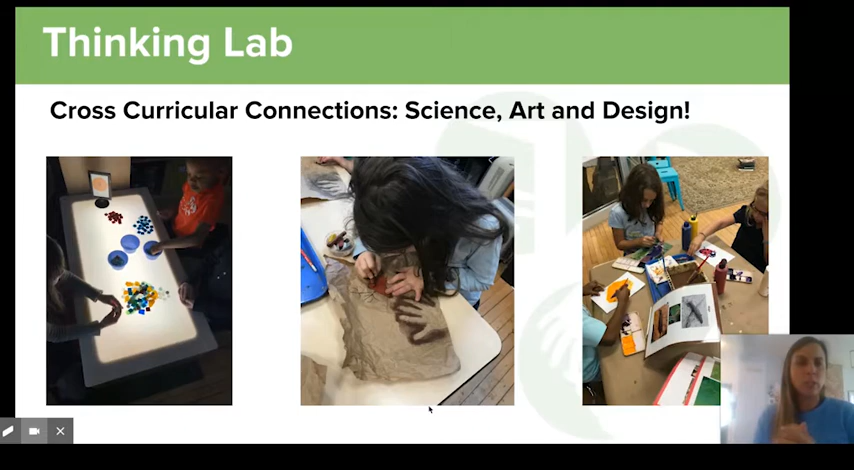 Thinking Lab
Cross Curricular Connections: Science, Art and Design!